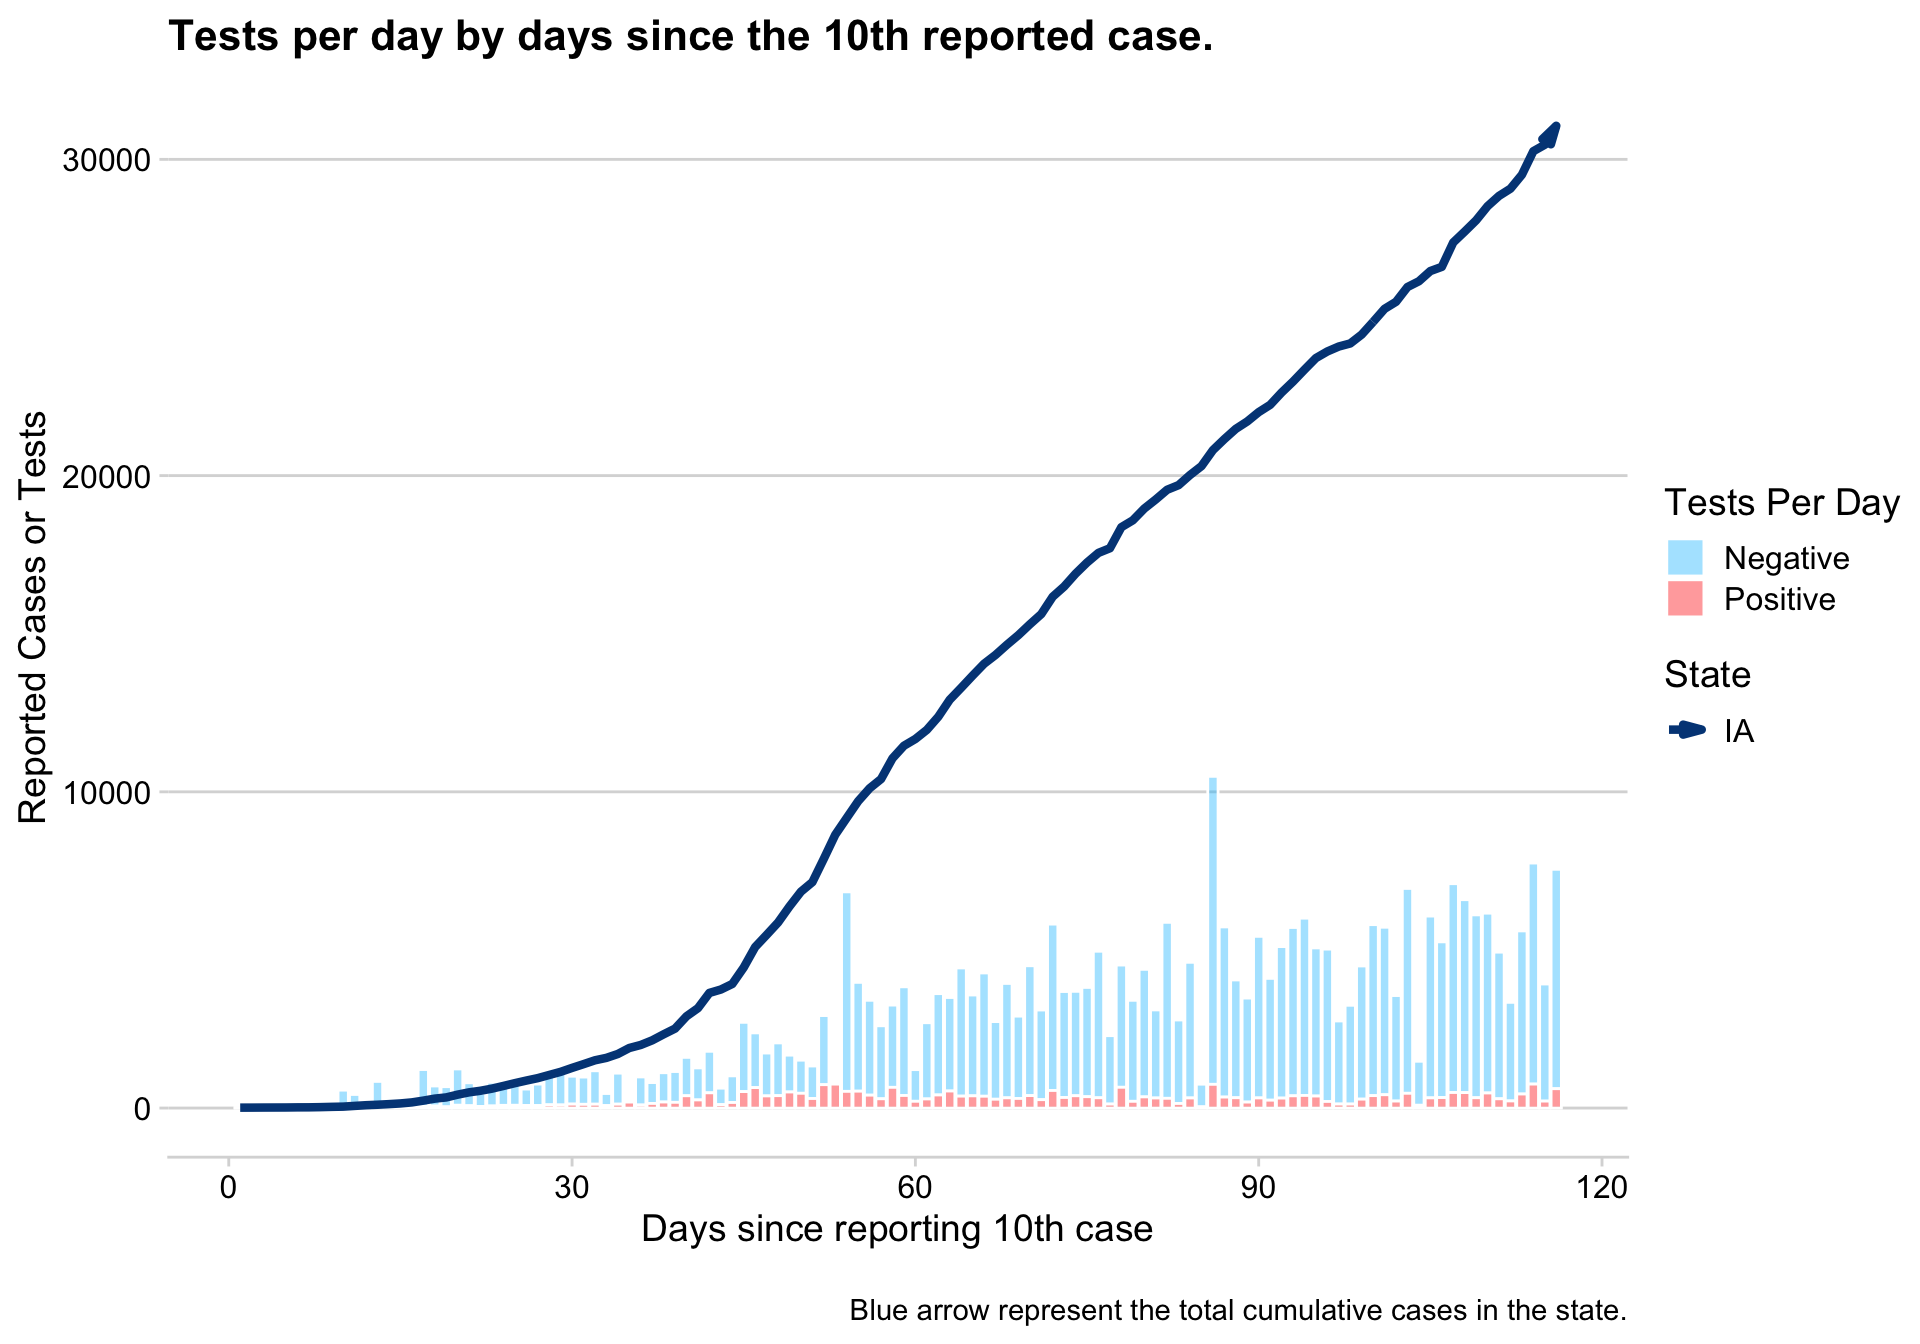 Tests per day by days since the 10th reported case.
30000
20000
10000
0
Reported Cases or Tests
0
30
60
90
120
Days since reporting 10th case
Tests Per Day
Negative
Positive
State
IA
Blue arrow represent the total cumulative cases in the state.